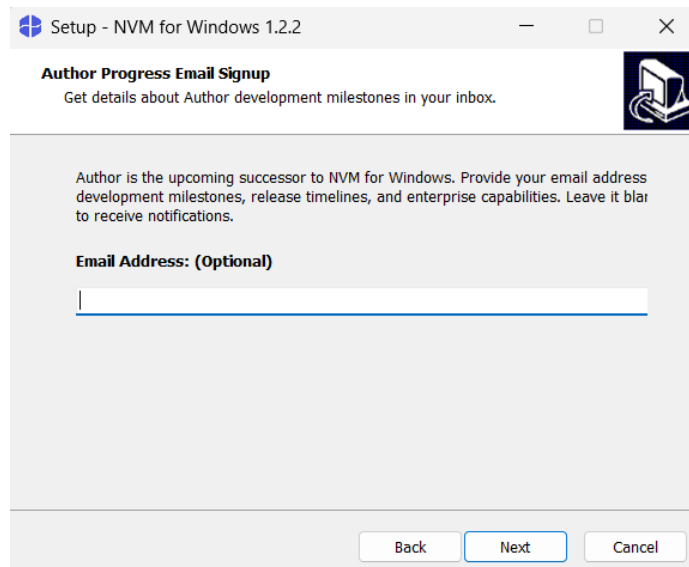 Setup - NVM for Windows 1.2.2
Author Progress Email Signup
Get details about Author development milestones in your inbox.
Author is the upcoming successor to NVM for Windows. Provide your email address
development milestones, release timelines, and enterprise capabilities. Leave it
to receive notifications.
Email Address: (Optional)
Back
Next
Cancel